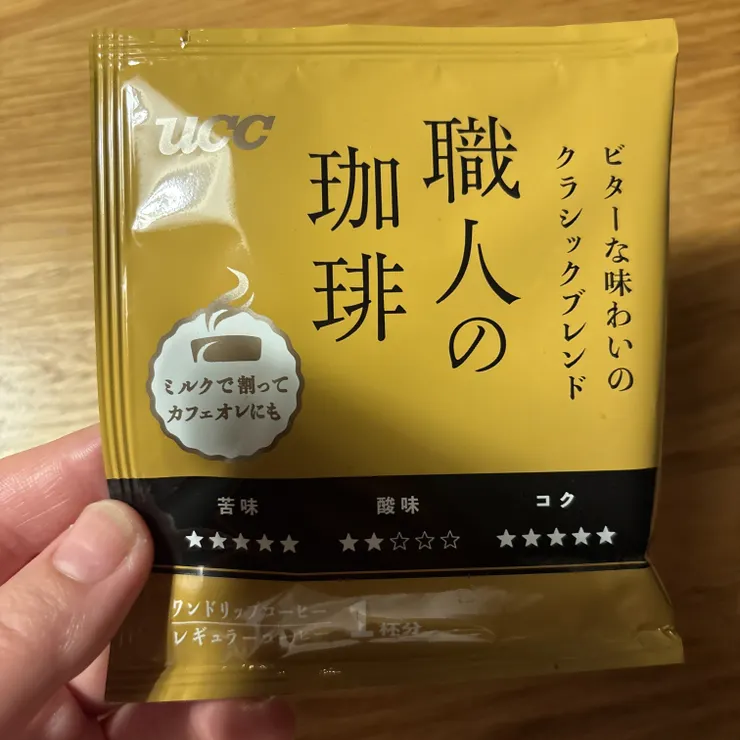 UCC
ビターな味わいの
クラシックブレンド
職人の
珈琲
ミルクで割って
カフェオレにも
苦味
★★★★★
酸味
★★☆☆☆
コク
★★★★★
ワンドリップコーヒー
レギュラーコーヒー
1杯分